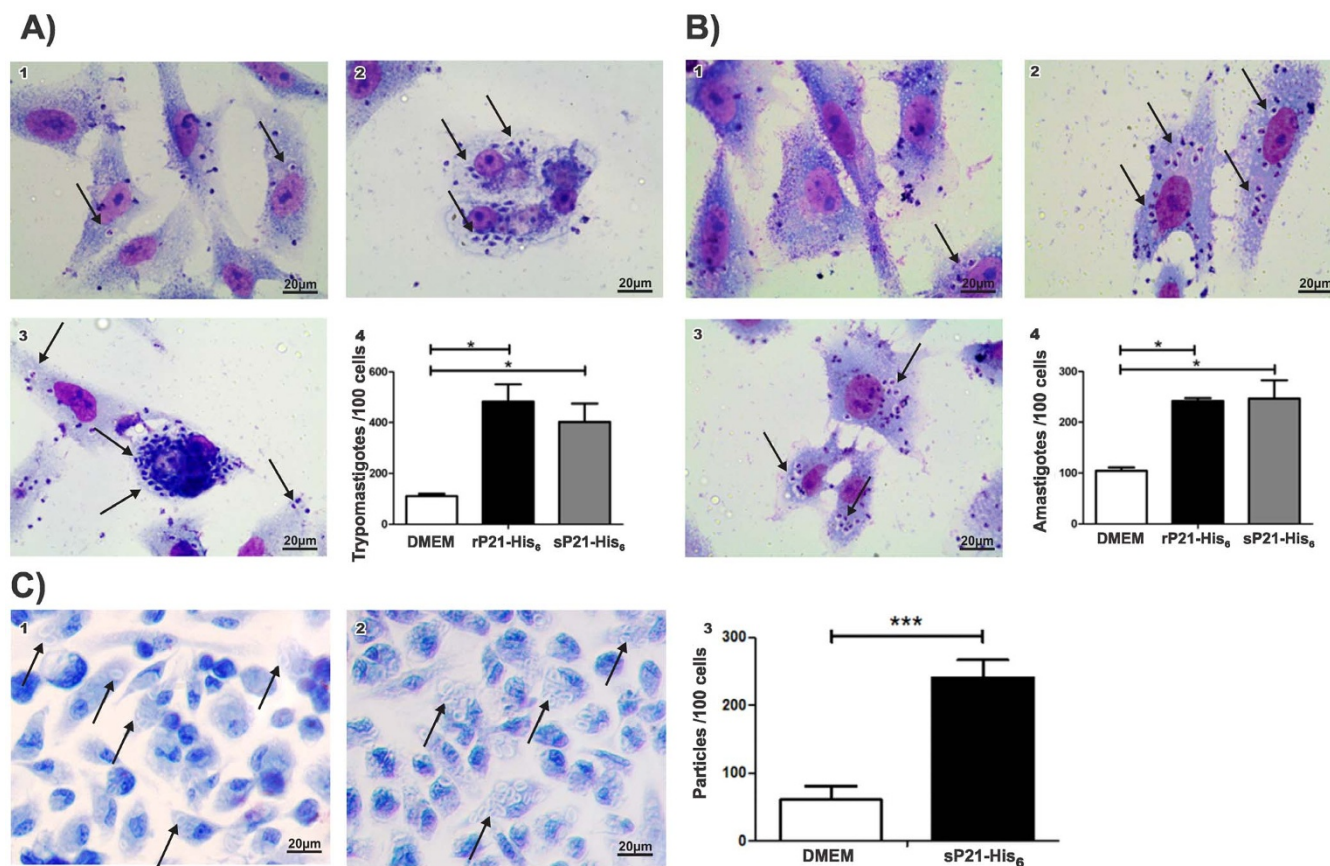 A)
B)
1
20µm
2
20µm
1
20µm
2
20µm
3
20µm
4
*
*
600
400
200
0
Trypomastigotes /100 cells
DMEM
rP21-His6
sP21-His6
3
20µm
4
*
*
300
200
100
0
Amastigotes /100 cells
DMEM
rP21-His6
sP21-His6
C)
1
20µm
2
20µm
3
***
300
200
100
0
Particles /100 cells
DMEM
sP21-His6